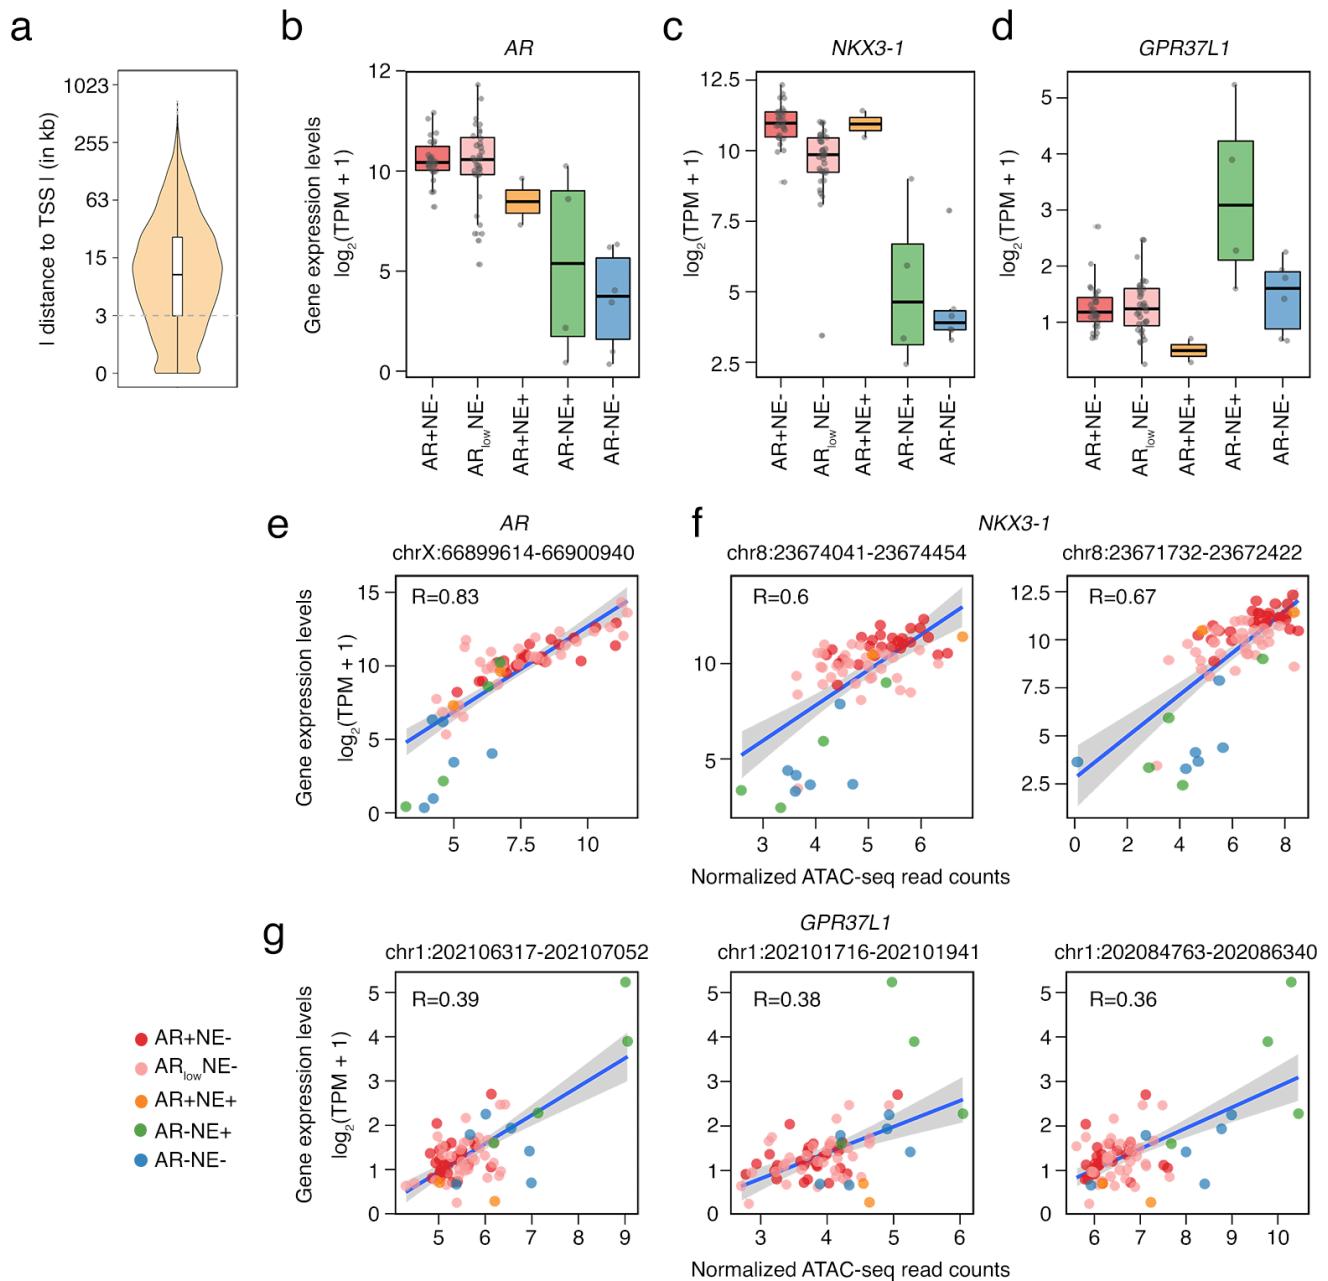 a
I distance to TSS I (in kb)
1023
255
63
15
3
0
b
AR
Gene expression levels
log2(TPM + 1)
12
10
5
0
AR+NE-
ARlowNE-
AR+NE+
AR-NE+
AR-NE-
c
NKX3-1
log2(TPM + 1)
12.5
10
7.5
5
2.5
AR+NE-
ARlowNE-
AR+NE+
AR-NE+
AR-NE-
d
GPR37L1
log2(TPM + 1)
5
4
3
2
1
AR+NE-
ARlowNE-
AR+NE+
AR-NE+
AR-NE-
e
AR
chrX:66899614-66900940
Gene expression levels
log2(TPM + 1)
R=0.83
15
10
5
0
5 7.5 10
f
NKX3-1
chr8:23674041-23674454
R=0.6
10
5
3 4 5 6
chr8:23671732-23672422
R=0.67
12.5
10
7.5
5
2.5
0 2 4 6 8
Normalized ATAC-seq read counts
g
GPR37L1
chr1:202106317-202107052
Gene expression levels
log2(TPM + 1)
R=0.39
5
4
3
2
1
0
5 6 7 8 9
chr1:202101716-202101941
R=0.38
5
4
3
2
1
0
3 4 5 6
chr1:202084763-202086340
R=0.36
5
4
3
2
1
0
6 7 8 9 10
Normalized ATAC-seq read counts
AR+NE-
ARlowNE-
AR+NE+
AR-NE+
AR-NE-